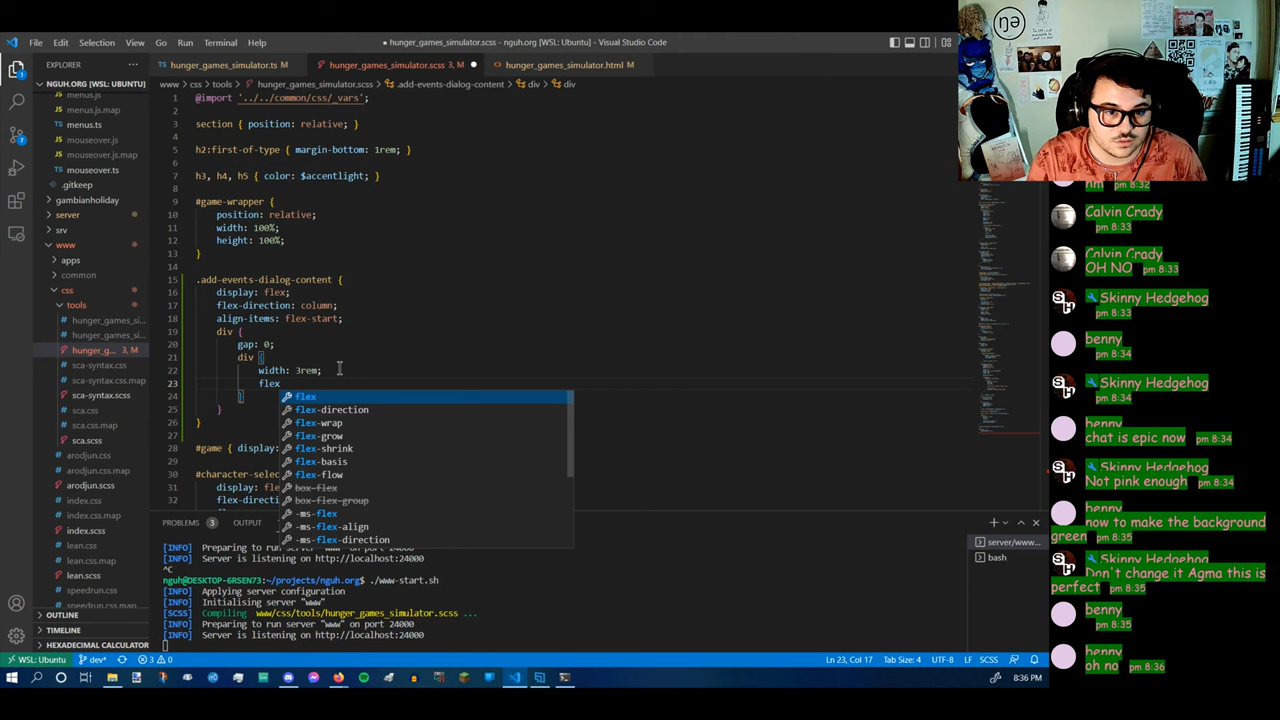 File Edit Selection View Go Run Terminal Help
● hunger_games_simulator.scss - nguh.org [WSL: Ubuntu] - Visual Studio Code
EXPLORER ···
NGUH.ORG [WSL: UBUNTU]
menus.js
menus.js.map
menus.ts
mouseover.js
mouseover.js.map
mouseover.ts
.gitkeep
gambianholiday
server
srv
www
apps
common
css
tools
hunger_games_si...
hunger_games_si...
hunger_g... 3, M
sca-syntax.css
sca-syntax.css.map
sca-syntax.scss
sca.css
sca.css.map
sca.scss
arodjun.css
arodjun.css.map
arodjun.scss
index.css
index.css.map
index.scss
lean.css
lean.css.map
lean.scss
speedrun.css
speedrun.css.map
OUTLINE
TIMELINE
HEXADECIMAL CALCULATOR
hunger_games_simulator.ts M
hunger_games_simulator.scss 3, M
hunger_games_simulator.html M
www > css > tools > hunger_games_simulator.scss > .add-events-dialog-content > div > div
1 @import '../../common/css/_vars';
2
3 section { position: relative; }
4
5 h2:first-of-type { margin-bottom: 1rem; }
6
7 h3, h4, h5 { color: $accentlight; }
8
9 #game-wrapper {
10 position: relative;
11 width: 100%;
12 height: 100%;
13 }
14
15 .add-events-dialog-content {
16 display: flex;
17 flex-direction: column;
18 align-items: flex-start;
19 div {
20 gap: 0;
21 div {
22 width: 3rem;
23 flex
24 }
25 }
26 }
27
28 #game { display:
29
30 #character-sele
31 display: fl
32 flex-directi
flex
flex-direction
flex-wrap
flex-grow
flex-shrink
flex-basis
flex-flow
box-flex
box-flex-group
-ms-flex
-ms-flex-align
-ms-flex-direction
PROBLEMS 3 OUTPUT
[INFO] Preparing to run server "www" on port 24000
[INFO] Server is listening on http://localhost:24000
^C
nguh@DESKTOP-6RSEN73:~/projects/nguh.org$ ./www-start.sh
[INFO] Applying server configuration
[INFO] Initialising server "www"
[SCSS] Compiling www/css/tools/hunger_games_simulator.scss ...
[INFO] Preparing to run server "www" on port 24000
[INFO] Server is listening on http://localhost:24000
server/www...
bash
WSL: Ubuntu dev* 3 0
Ln 23, Col 17 Tab Size: 4 UTF-8 LF SCSS
8:36 PM
ŋə
hm pm 8:32
Calvin Crady
pm 8:33
Calvin Crady
OH NO pm 8:33
Skinny Hedgehog
pm 8:33
benny
pm 8:34
benny
chat is epic now pm 8:34
Skinny Hedgehog
Not pink enough pm 8:34
benny
now to make the background
green pm 8:35
Skinny Hedgehog
Don't change it Agma this is
perfect pm 8:35
benny
pm 8:35
benny
oh no pm 8:36